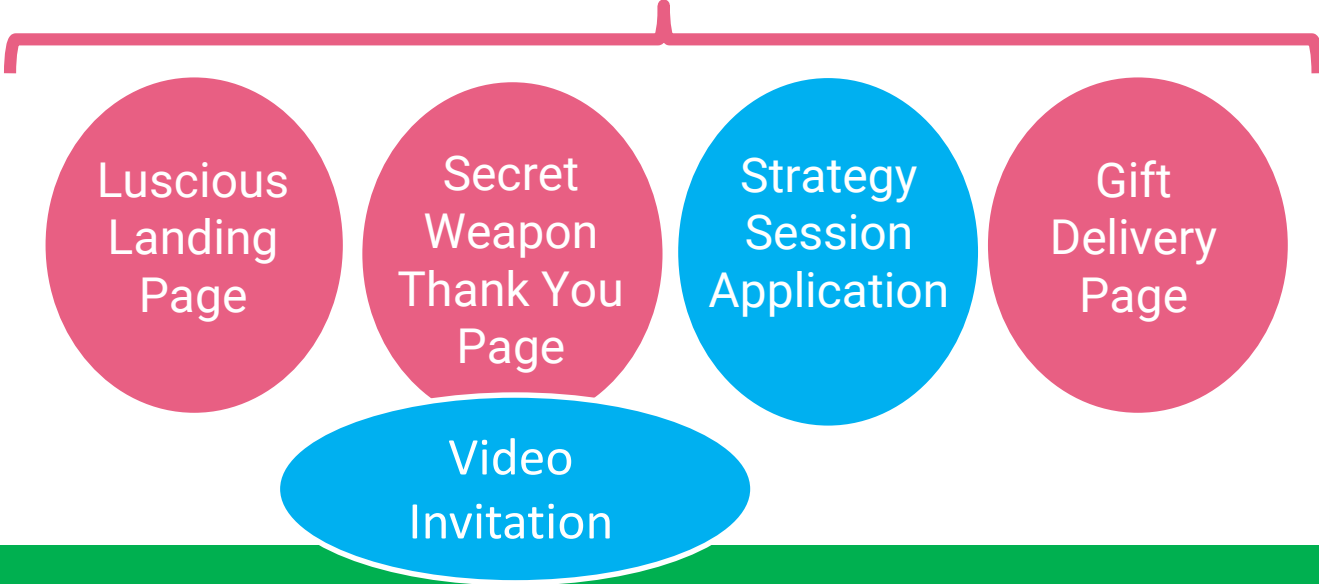 Luscious
Landing
Page
Secret
Weapon
Thank You
Page
Strategy
Session
Application
Gift
Delivery
Page
Video
Invitation